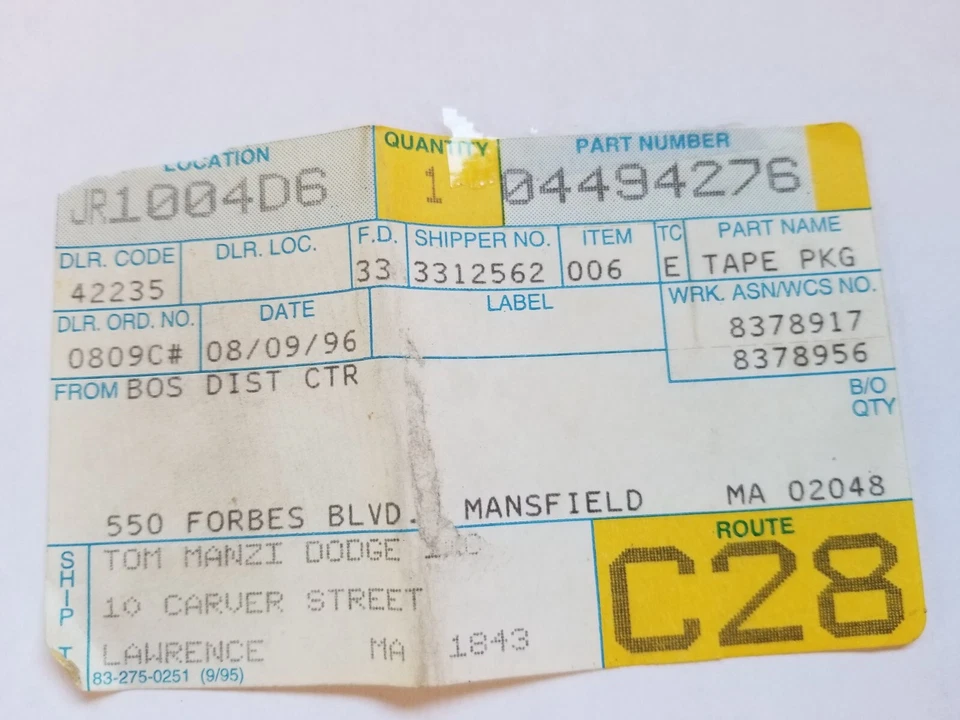 LOCATION QUANTITY PART NUMBER
JR1004D6 1 04494276
DLR. CODE DLR. LOC. F.D. SHIPPER NO. ITEM TC PART NAME
42235 33 3312562 006 E TAPE PKG
DLR. ORD. NO. DATE LABEL WRK. ASN/WCS NO.
0809C# 08/09/96 8378917
8378956
FROM BOS DIST CTR B/O
QTY
550 FORBES BLVD. MANSFIELD MA 02048
SHIP T TOM MANZI DODGE ROUTE
10 CARVER STREET C28
LAWRENCE MA 1843
83-275-0251 (9/95)